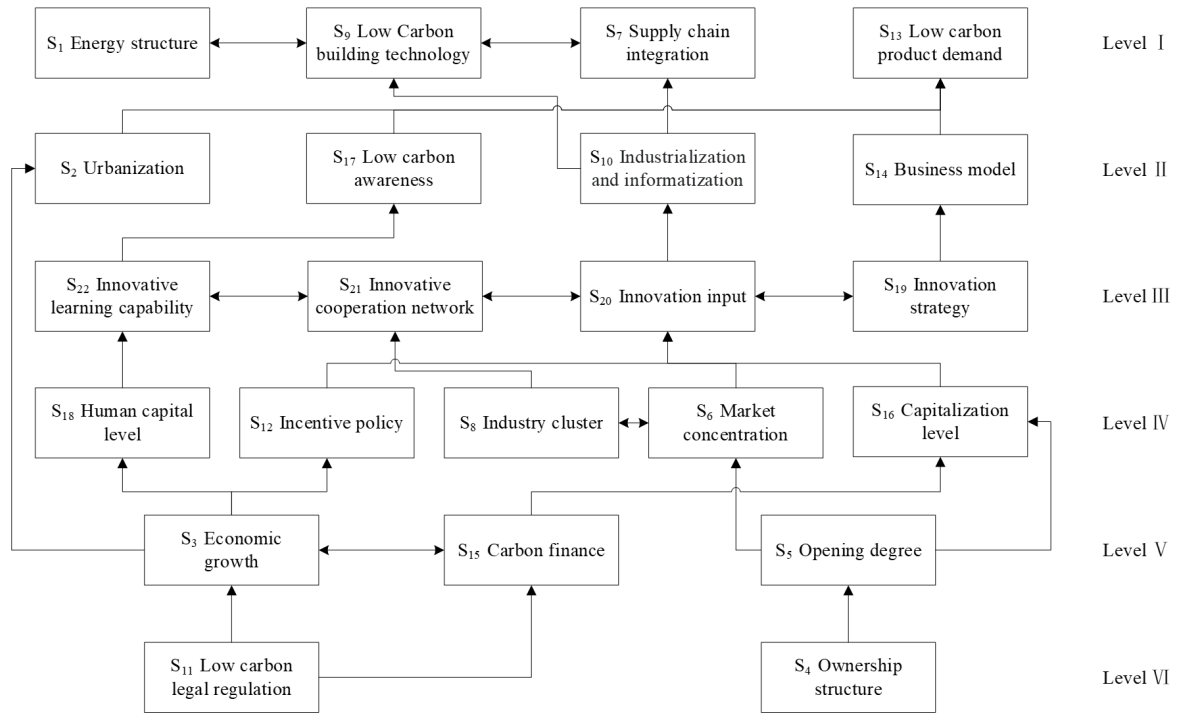 S₁ Energy structure
S₉ Low Carbon
building technology
S₇ Supply chain
integration
S₁₃ Low carbon
product demand
Level Ⅰ
S₂ Urbanization
S₁₇ Low carbon
awareness
S₁₀ Industrialization
and informatization
S₁₄ Business model
Level Ⅱ
S₂₂ Innovative
learning capability
S₂₁ Innovative
cooperation network
S₂₀ Innovation input
S₁₉ Innovation
strategy
Level Ⅲ
S₁₈ Human capital
level
S₁₂ Incentive policy
S₈ Industry cluster
S₆ Market
concentration
S₁₆ Capitalization
level
Level Ⅳ
S₃ Economic
growth
S₁₅ Carbon finance
S₅ Opening degree
Level Ⅴ
S₁₁ Low carbon
legal regulation
S₄ Ownership
structure
Level Ⅵ